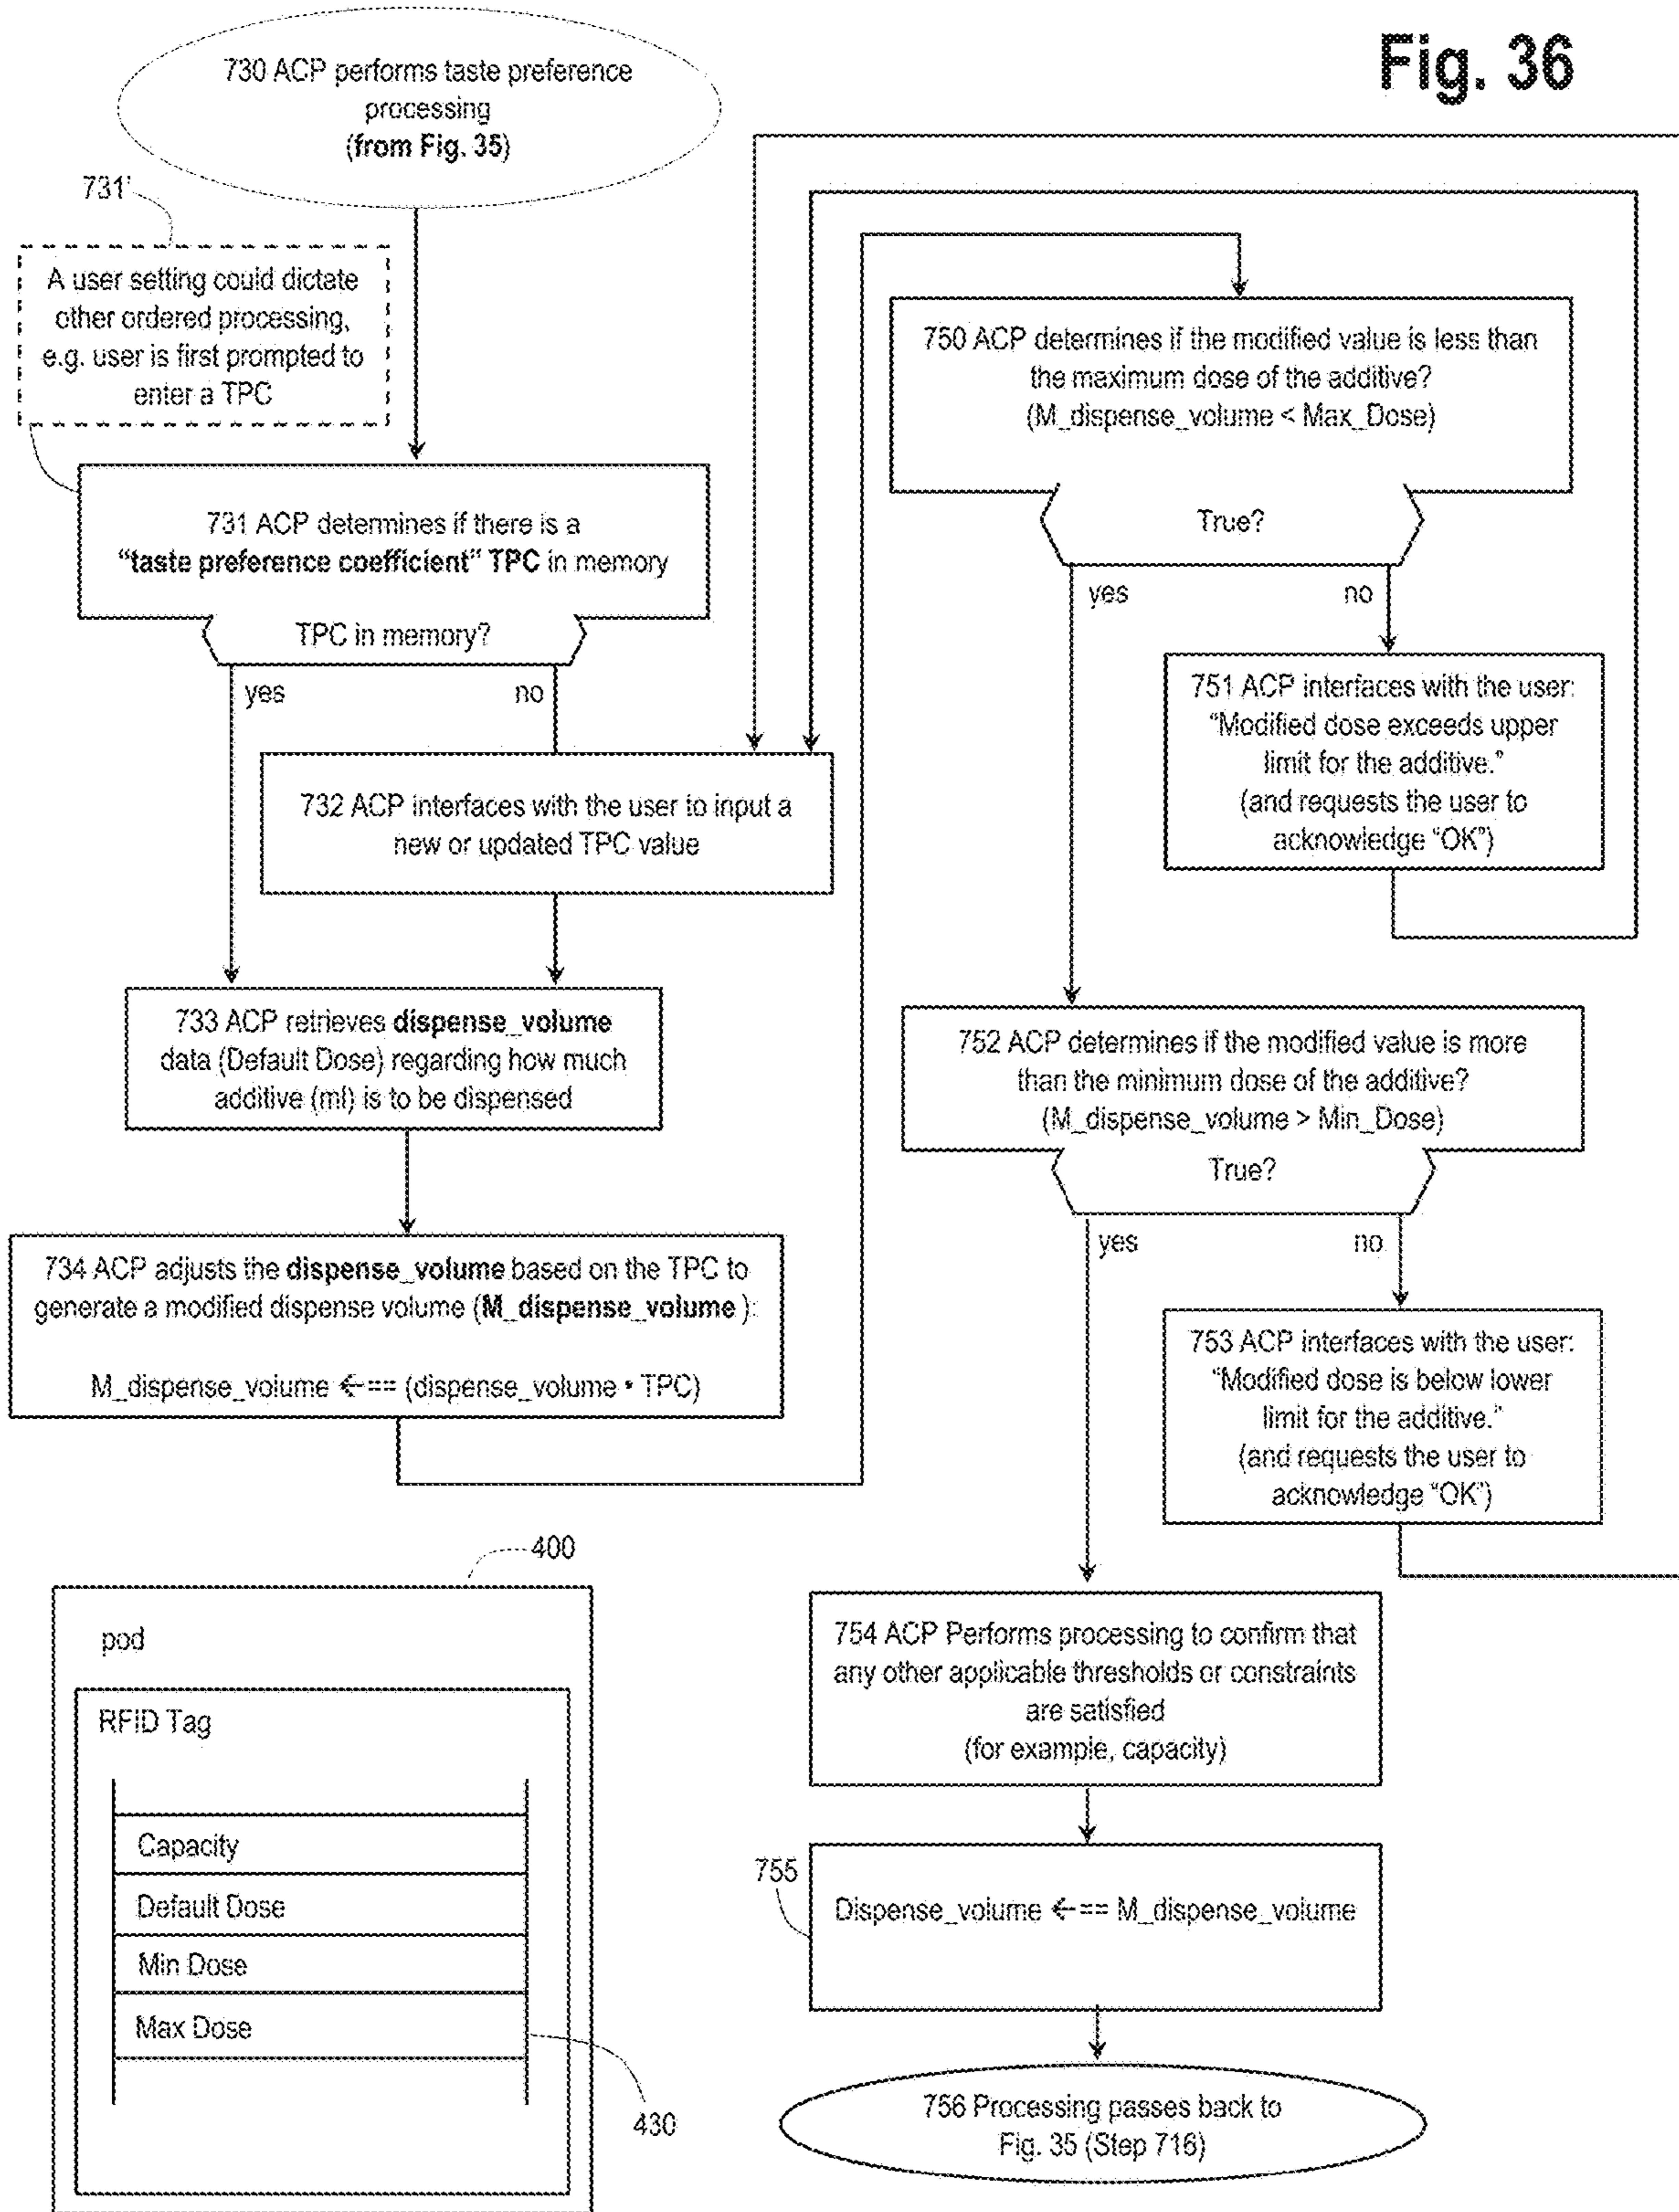 Fig. 36
730 ACP performs taste preference
processing
(from Fig. 35)
731'
A user setting could dictate
other ordered processing,
e.g. user is first prompted to
enter a TPC
731 ACP determines if there is a
“taste preference coefficient” TPC in memory
TPC in memory?
yes
no
732 ACP interfaces with the user to input a
new or updated TPC value
733 ACP retrieves dispense_volume
data (Default Dose) regarding how much
additive (ml) is to be dispensed
734 ACP adjusts the dispense_volume based on the TPC to
generate a modified dispense volume (M_dispense_volume ):
M_dispense_volume <== (dispense_volume • TPC)
750 ACP determines if the modified value is less than
the maximum dose of the additive?
(M_dispense_volume < Max_Dose)
True?
yes
no
751 ACP interfaces with the user:
“Modified dose exceeds upper
limit for the additive.”
(and requests the user to
acknowledge “OK”)
752 ACP determines if the modified value is more
than the minimum dose of the additive?
(M_dispense_volume > Min_Dose)
True?
yes
no
753 ACP interfaces with the user:
“Modified dose is below lower
limit for the additive.”
(and requests the user to
acknowledge “OK”)
754 ACP Performs processing to confirm that
any other applicable thresholds or constraints
are satisfied
(for example, capacity)
755
Dispense_volume <== M_dispense_volume
756 Processing passes back to
Fig. 35 (Step 716)
400
pod
RFID Tag
Capacity
Default Dose
Min Dose
Max Dose
430